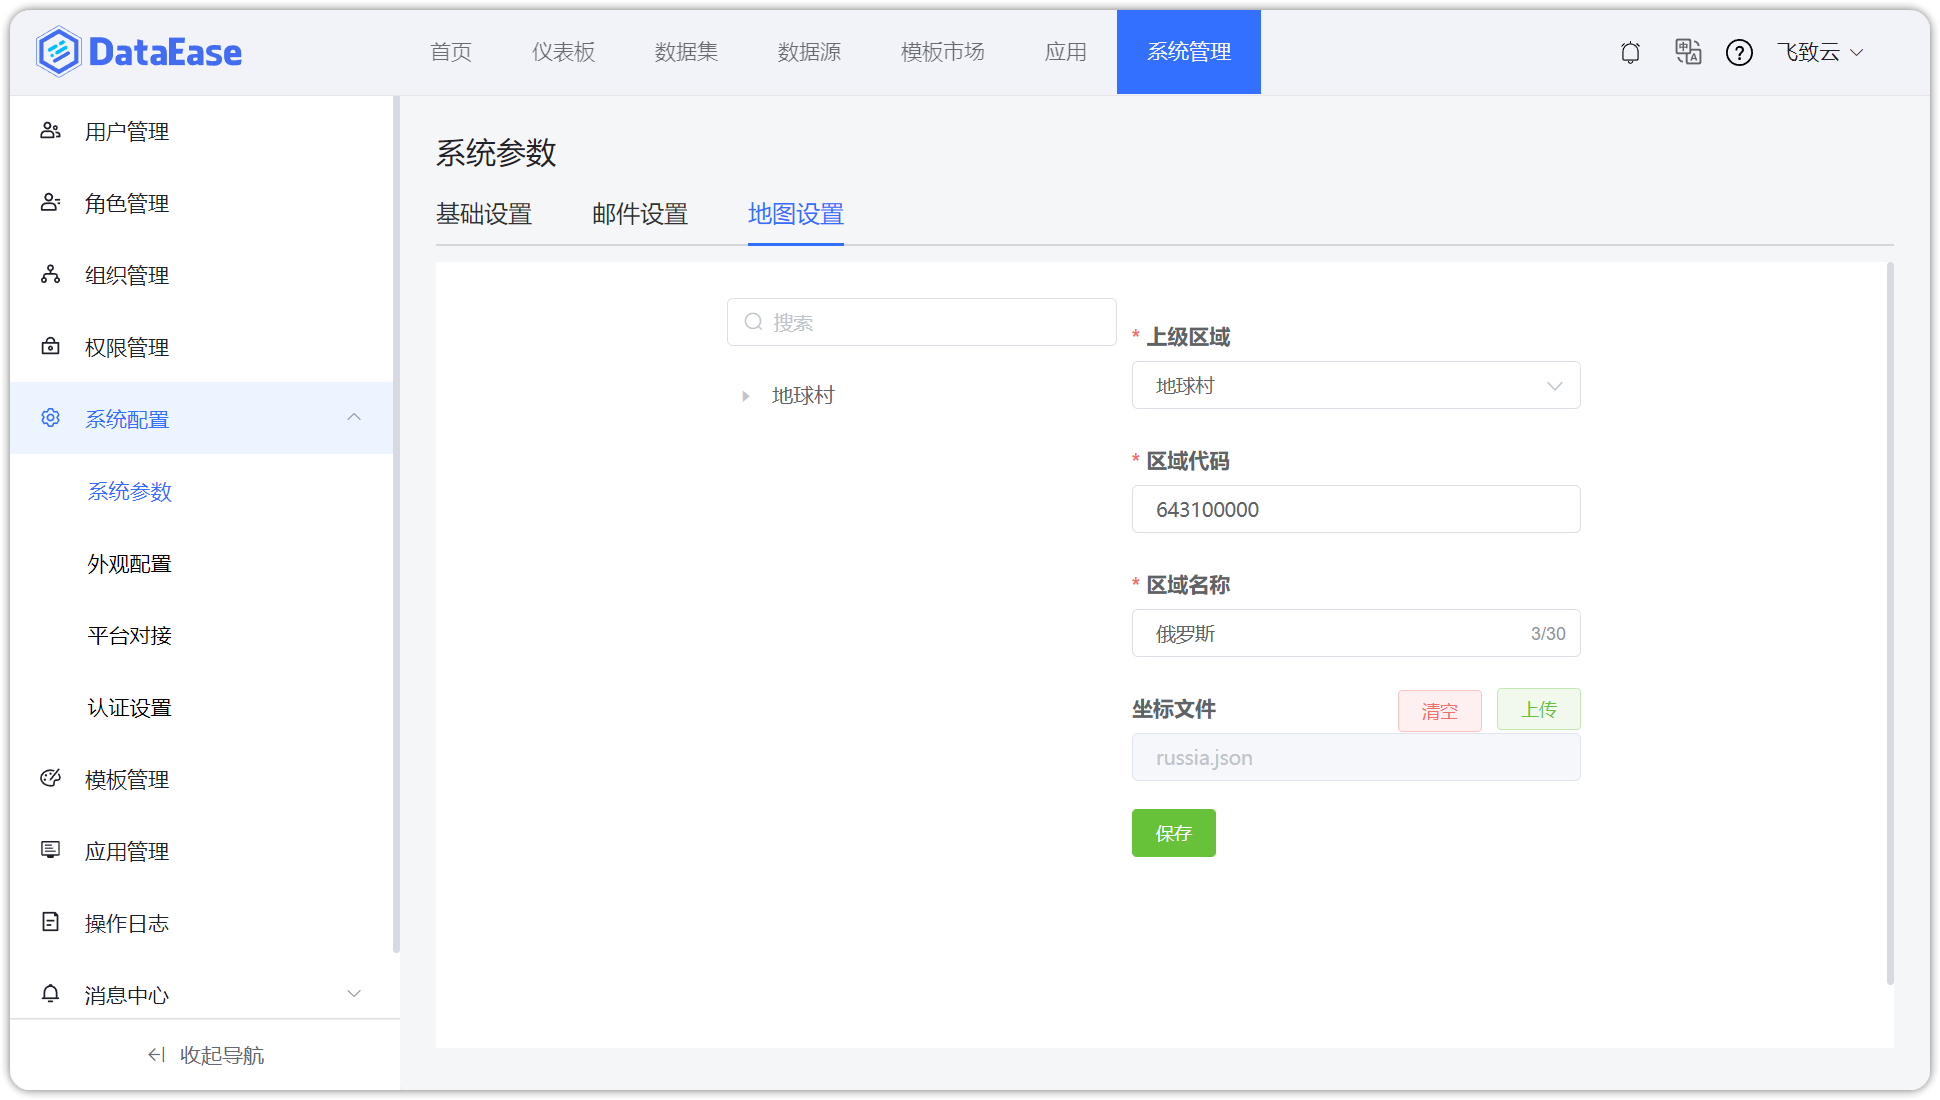 DataEase
首页
仪表板
数据集
数据源
模板市场
应用
系统管理
飞致云
用户管理
角色管理
组织管理
权限管理
系统配置
系统参数
外观配置
平台对接
认证设置
模板管理
应用管理
操作日志
消息中心
收起导航
系统参数
基础设置
邮件设置
地图设置
搜索
地球村
* 上级区域
地球村
* 区域代码
643100000
* 区域名称
俄罗斯
3/30
坐标文件
清空
上传
russia.json
保存